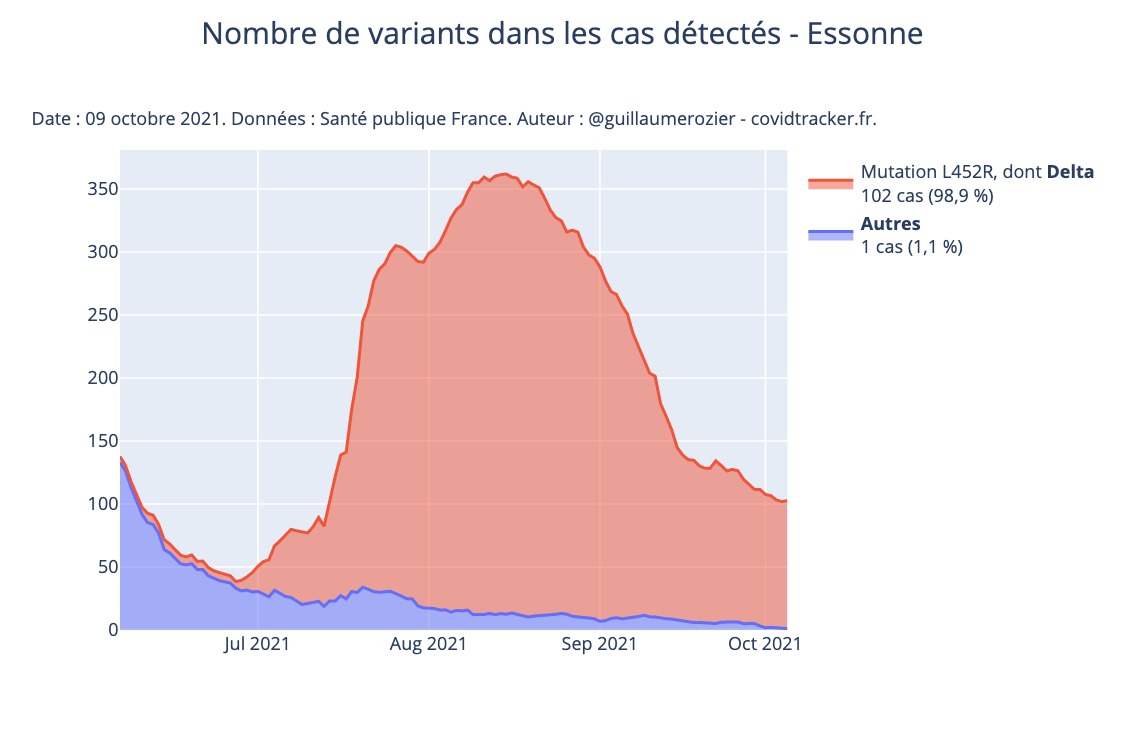 Nombre de variants dans les cas détectés - Essonne
Date : 09 octobre 2021. Données : Santé publique France. Auteur : @guillaumerozier - covidtracker.fr.
Mutation L452R, dont Delta
102 cas (98,9 %)
Autres
1 cas (1,1 %)
350
300
250
200
150
100
50
0
Jul 2021 Aug 2021 Sep 2021 Oct 2021